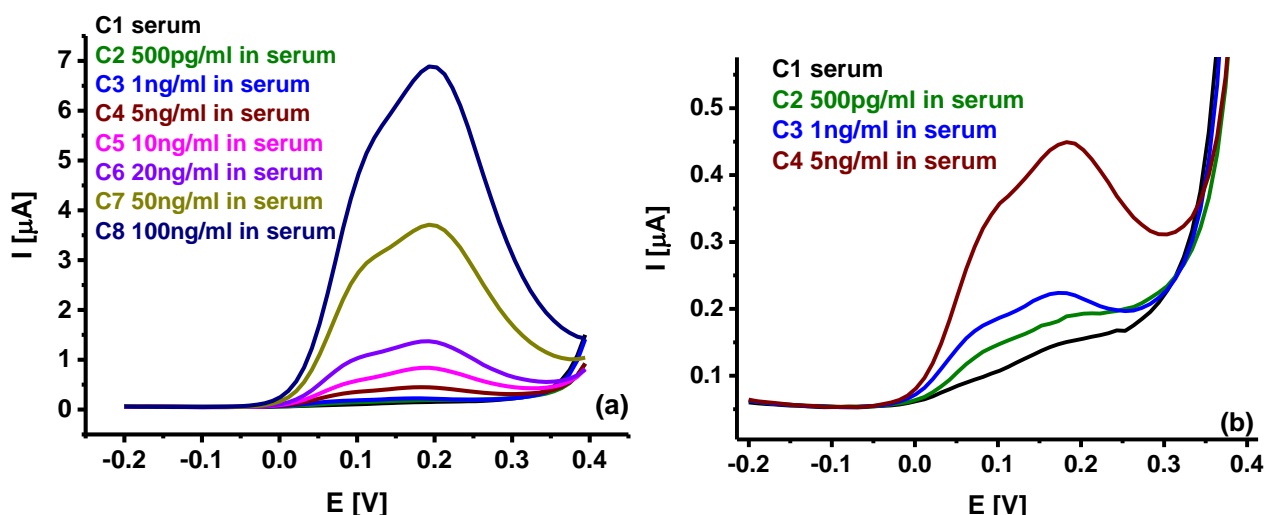 C1 serum
C2 500pg/ml in serum
C3 1ng/ml in serum
C4 5ng/ml in serum
C5 10ng/ml in serum
C6 20ng/ml in serum
C7 50ng/ml in serum
C8 100ng/ml in serum
7
6
5
4
3
2
1
0
I [μA]
(a)
-0.2 -0.1 0.0 0.1 0.2 0.3 0.4
E [V]
C1 serum
C2 500pg/ml in serum
C3 1ng/ml in serum
C4 5ng/ml in serum
0.5
0.4
0.3
0.2
0.1
I [μA]
(b)
-0.2 -0.1 0.0 0.1 0.2 0.3 0.4
E [V]